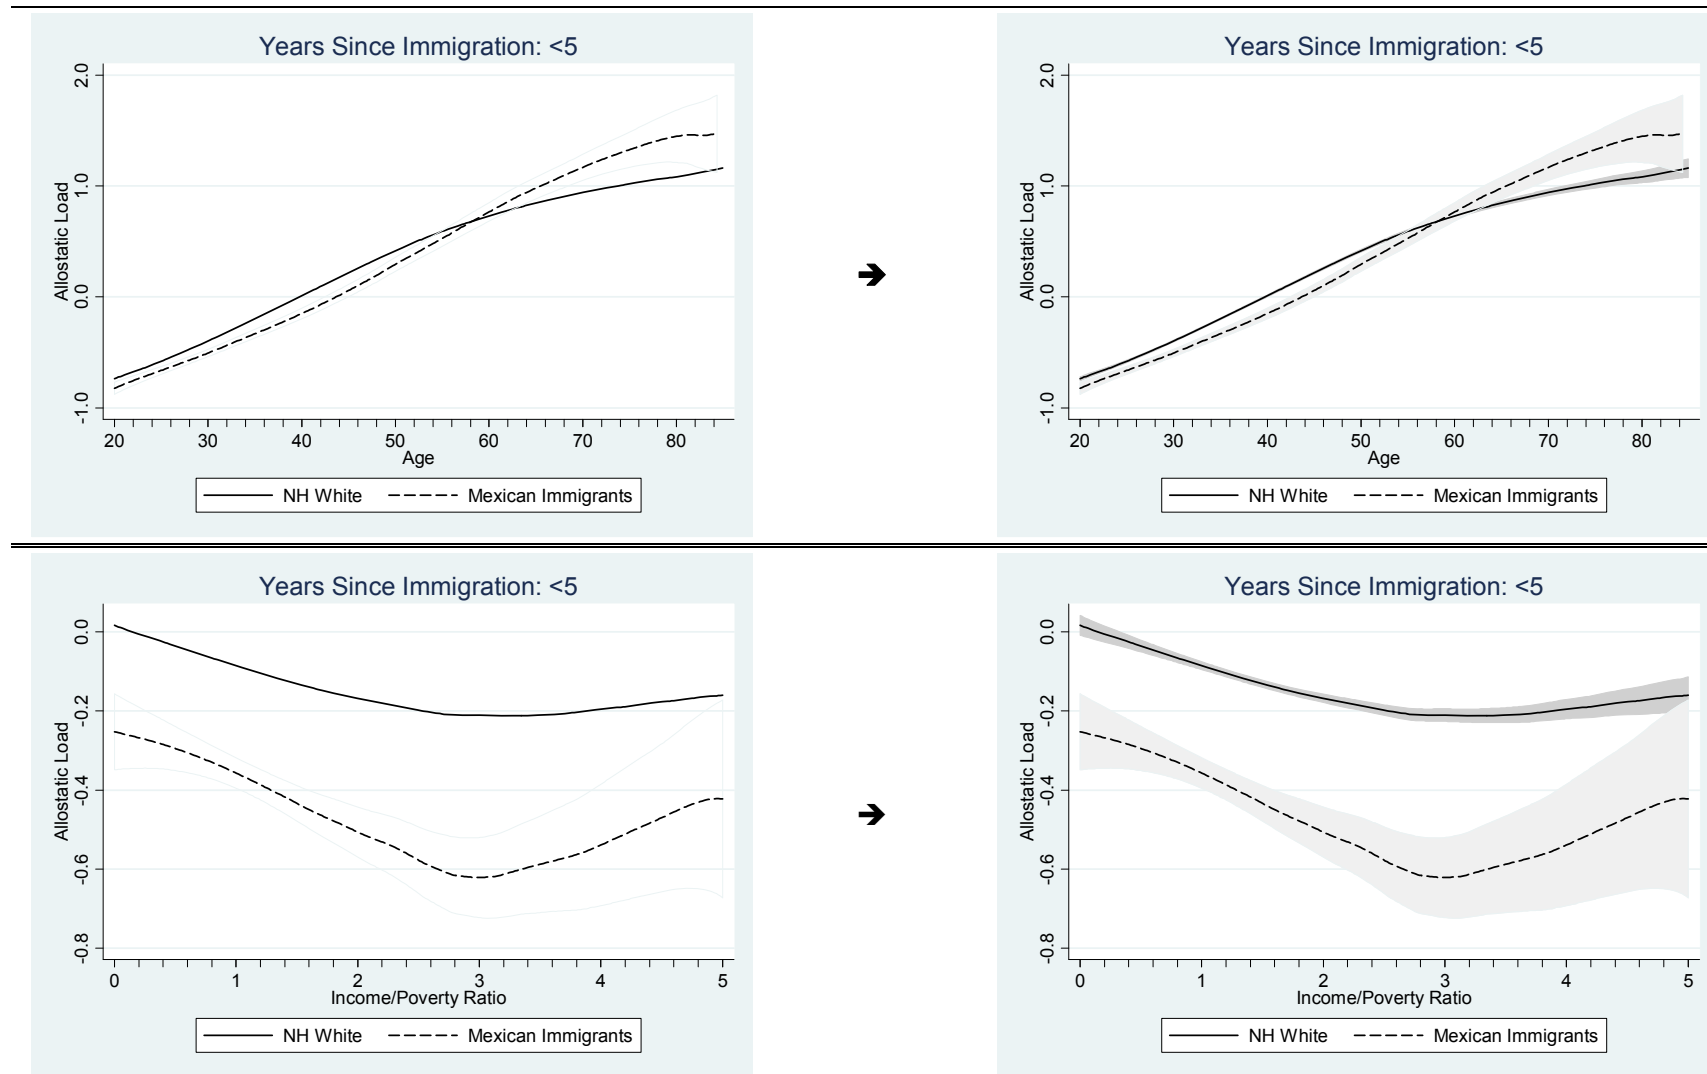 Years Since Immigration: <5
Allostatic Load
2.0
1.0
0.0
-1.0
20 30 40 50 60 70 80
Age
NH White Mexican Immigrants
➔
Years Since Immigration: <5
Allostatic Load
2.0
1.0
0.0
-1.0
20 30 40 50 60 70 80
Age
NH White Mexican Immigrants
Years Since Immigration: <5
Allostatic Load
0.0
-0.2
-0.4
-0.6
-0.8
0 1 2 3 4 5
Income/Poverty Ratio
NH White Mexican Immigrants
➔
Years Since Immigration: <5
Allostatic Load
0.0
-0.2
-0.4
-0.6
-0.8
0 1 2 3 4 5
Income/Poverty Ratio
NH White Mexican Immigrants